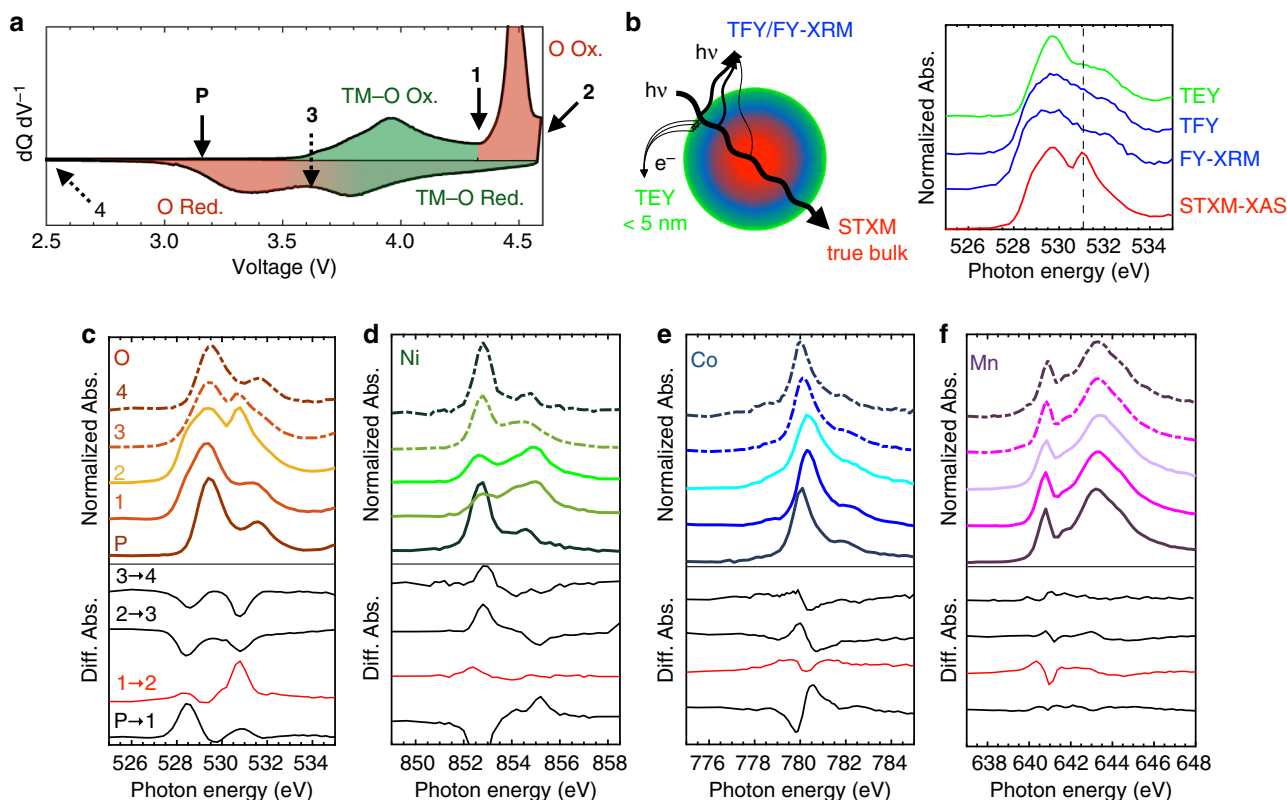 a
dQ dV⁻¹
P
3
TM–O Ox.
1
O Ox.
2
4
O Red.
TM–O Red.
2.5 3.0 3.5 4.0 4.5
Voltage (V)
b
TFY/FY-XRM
hν
hν
e⁻
TEY
< 5 nm
STXM
true bulk
Normalized Abs.
TEY
TFY
FY-XRM
STXM-XAS
526 528 530 532 534
Photon energy (eV)
c
O
Normalized Abs.
4
3
2
1
P
Diff. Abs.
3→4
2→3
1→2
P→1
526 528 530 532 534
Photon energy (eV)
d
Ni
Normalized Abs.
Diff. Abs.
850 852 854 856 858
Photon energy (eV)
e
Co
Normalized Abs.
Diff. Abs.
776 778 780 782 784
Photon energy (eV)
f
Mn
Normalized Abs.
Diff. Abs.
638 640 642 644 646 648
Photon energy (eV)